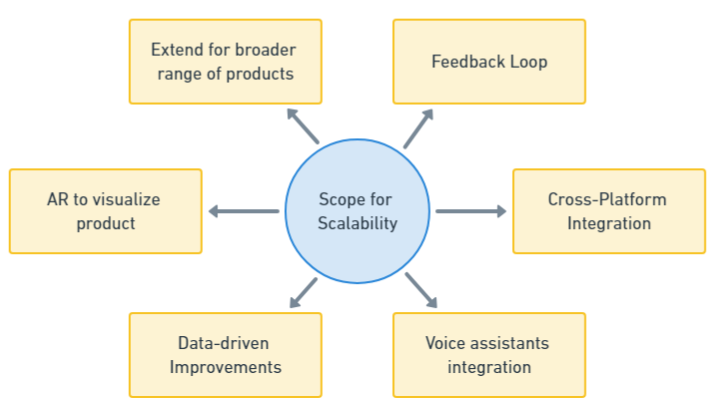 Extend for broader
range of products
Feedback Loop
AR to visualize
product
Scope for
Scalability
Cross-Platform
Integration
Data-driven
Improvements
Voice assistants
integration